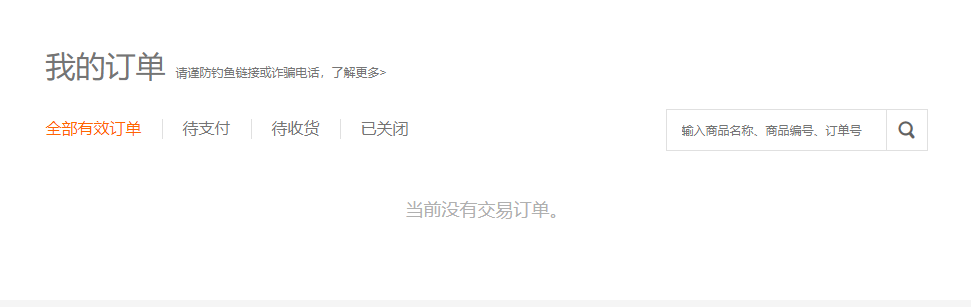 我的订单 请谨防钓鱼链接或诈骗电话，了解更多>
全部有效订单 待支付 待收货 已关闭 输入商品名称、商品编号、订单号
当前没有交易订单。